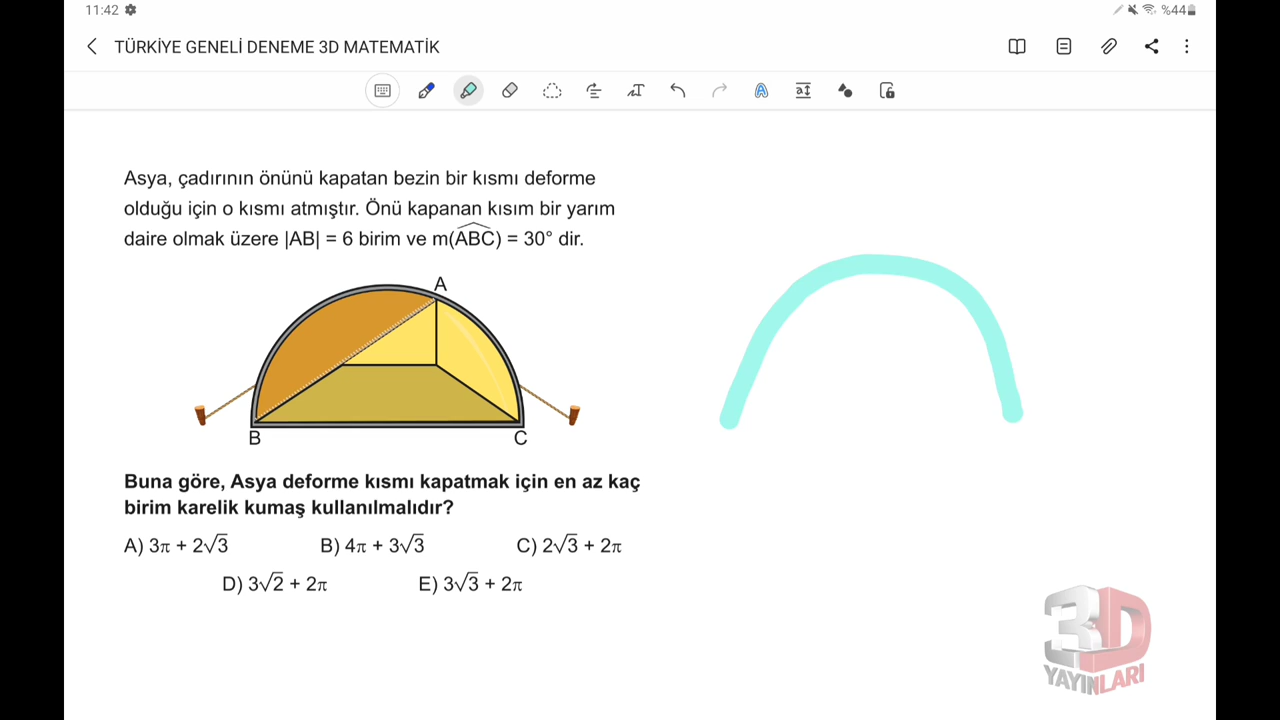 11:42
%44
TÜRKİYE GENELİ DENEME 3D MATEMATİK
Asya, çadırının önünü kapatan bezin bir kısmı deforme
olduğu için o kısmı atmıştır. Önü kapanan kısım bir yarım
daire olmak üzere |AB| = 6 birim ve m(ABC) = 30° dir.
A
B
C
Buna göre, Asya deforme kısmı kapatmak için en az kaç
birim karelik kumaş kullanılmalıdır?
A) 3π + 2√3 B) 4π + 3√3 C) 2√3 + 2π
D) 3√2 + 2π E) 3√3 + 2π
3D
YAYINLARI